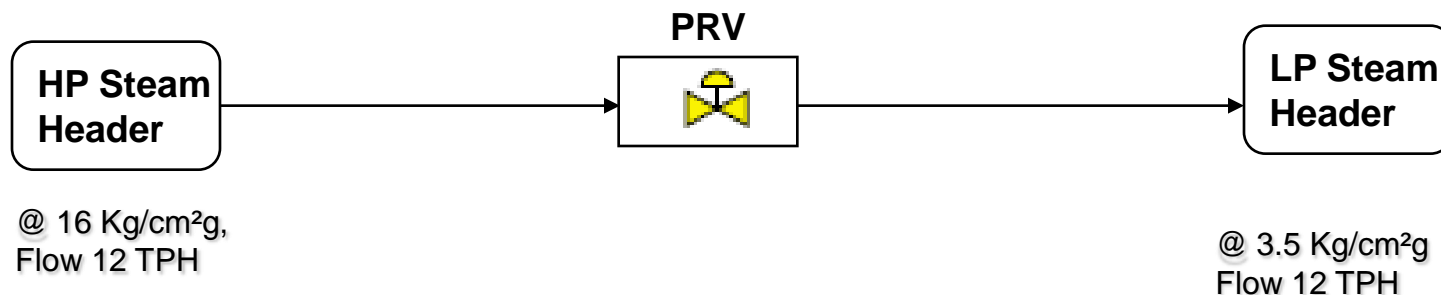 PRV
HP Steam
Header
LP Steam
Header
@ 16 Kg/cm²g,
Flow 12 TPH
@ 3.5 Kg/cm²g
Flow 12 TPH